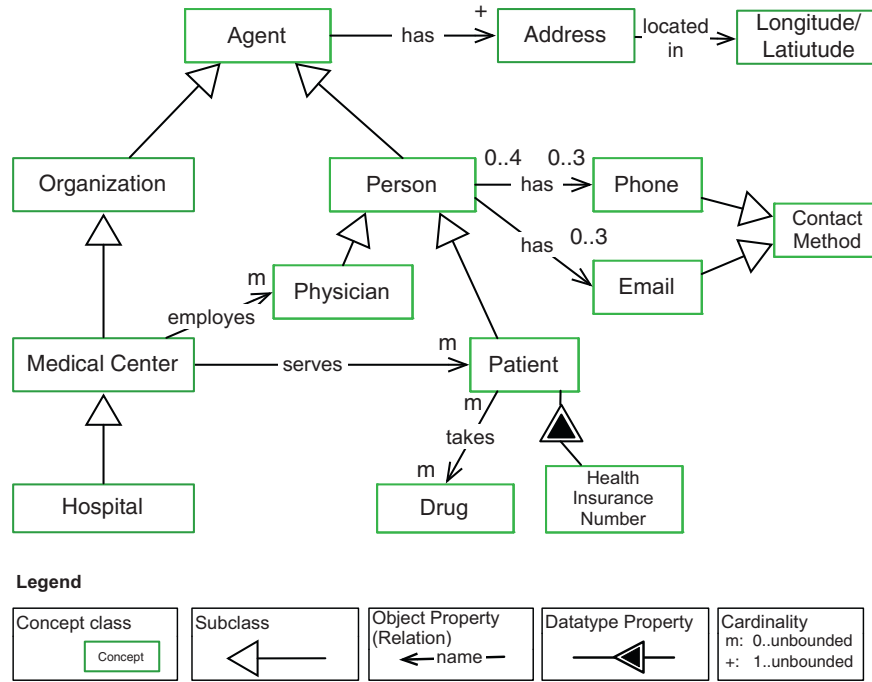 Agent
has
+
Address
located
in
Longitude/
Latiutude
Organization
Person
0..4
0..3
has
Phone
Contact
Method
has
0..3
Email
m
Physician
employes
Medical Center
serves
m
Patient
m
takes
m
Hospital
Drug
Health
Insurance
Number
Legend
Concept class
Concept
Subclass
Object Property
(Relation)
name
Datatype Property
Cardinality
m: 0..unbounded
+: 1..unbounded